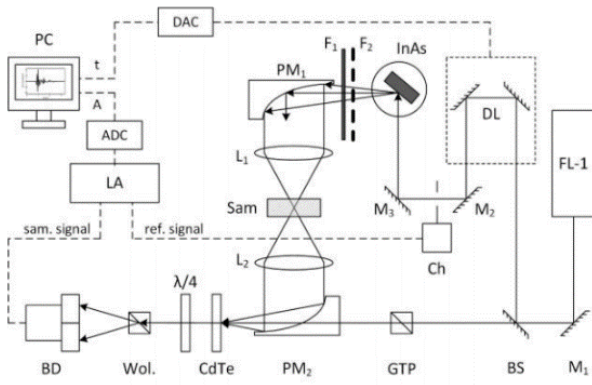 DAC
PC
F₁ F₂
InAs
PM₁
t
A
DL
ADC
FL-1
L₁
LA
Sam
M₃
M₂
sam. signal
ref. signal
Ch
L₂
λ/4
BD
Wol.
CdTe
PM₂
GTP
BS
M₁